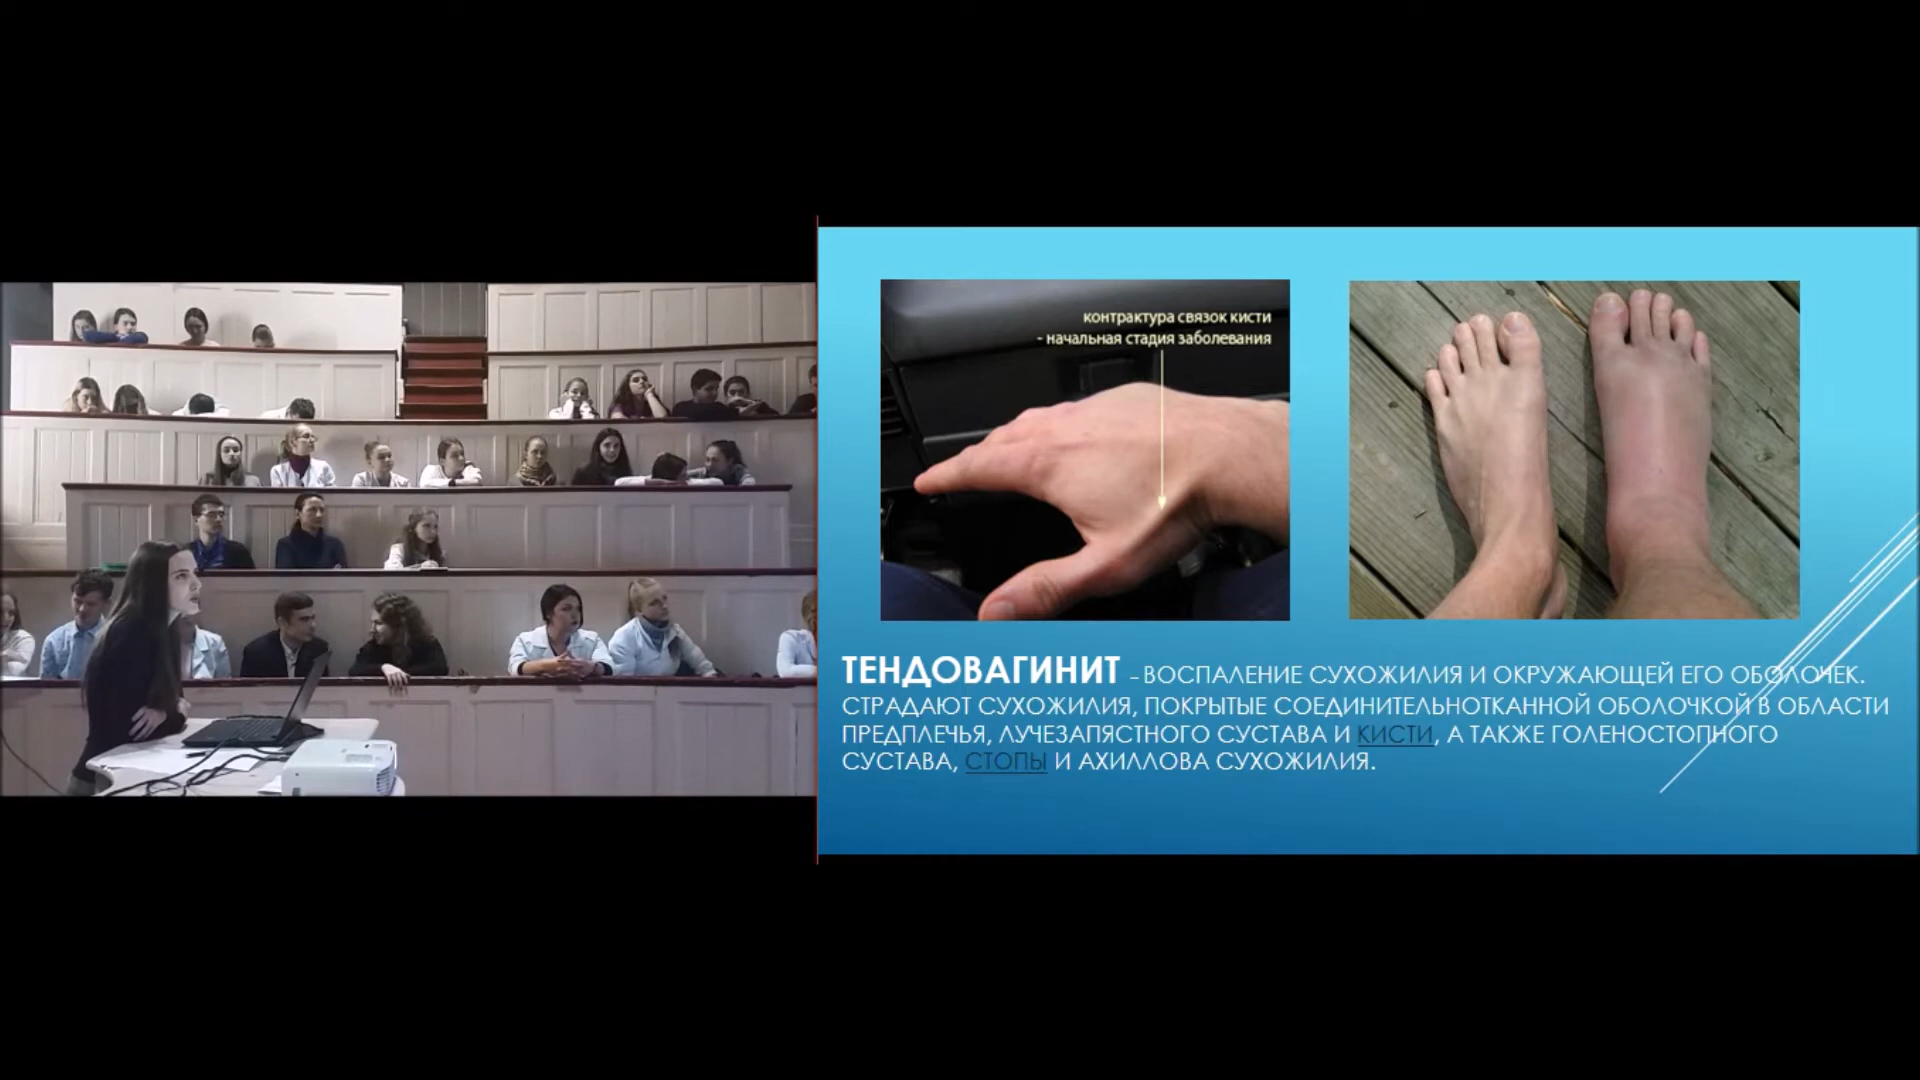 контрактура связок кисти
- начальная стадия заболевания
ТЕНДОВАГИНИТ – ВОСПАЛЕНИЕ СУХОЖИЛИЯ И ОКРУЖАЮЩЕЙ ЕГО ОБОЛОЧЕК.
СТРАДАЮТ СУХОЖИЛИЯ, ПОКРЫТЫЕ СОЕДИНИТЕЛЬНОТКАННОЙ ОБОЛОЧКОЙ В ОБЛАСТИ
ПРЕДПЛЕЧЬЯ, ЛУЧЕЗАПЯСТНОГО СУСТАВА И КИСТИ, А ТАКЖЕ ГОЛЕНОСТОПНОГО
СУСТАВА, СТОПЫ И АХИЛЛОВА СУХОЖИЛИЯ.